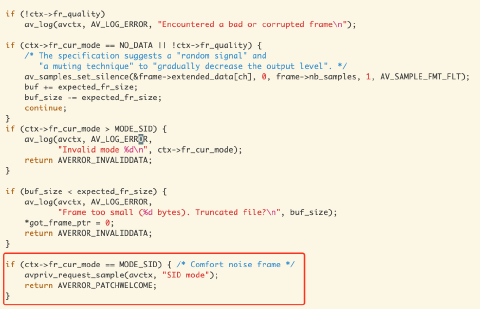 if (!ctx->fr_quality)
av_log(avctx, AV_LOG_ERROR, "Encountered a bad or corrupted frame\n");
if (ctx->fr_cur_mode == NO_DATA || !ctx->fr_quality) {
/* The specification suggests a "random signal" and
"a muting technique" to "gradually decrease the output level". */
av_samples_set_silence(&frame->extended_data[ch], 0, frame->nb_samples, 1, AV_SAMPLE_FMT_FLT);
buf += expected_fr_size;
buf_size -= expected_fr_size;
continue;
}
if (ctx->fr_cur_mode > MODE_SID) {
av_log(avctx, AV_LOG_ERROR,
"Invalid mode %d\n", ctx->fr_cur_mode);
return AVERROR_INVALIDDATA;
}
if (buf_size < expected_fr_size) {
av_log(avctx, AV_LOG_ERROR,
"Frame too small (%d bytes). Truncated file?\n", buf_size);
*got_frame_ptr = 0;
return AVERROR_INVALIDDATA;
}
if (ctx->fr_cur_mode == MODE_SID) { /* Comfort noise frame */
avpriv_request_sample(avctx, "SID mode");
return AVERROR_PATCHWELCOME;
}